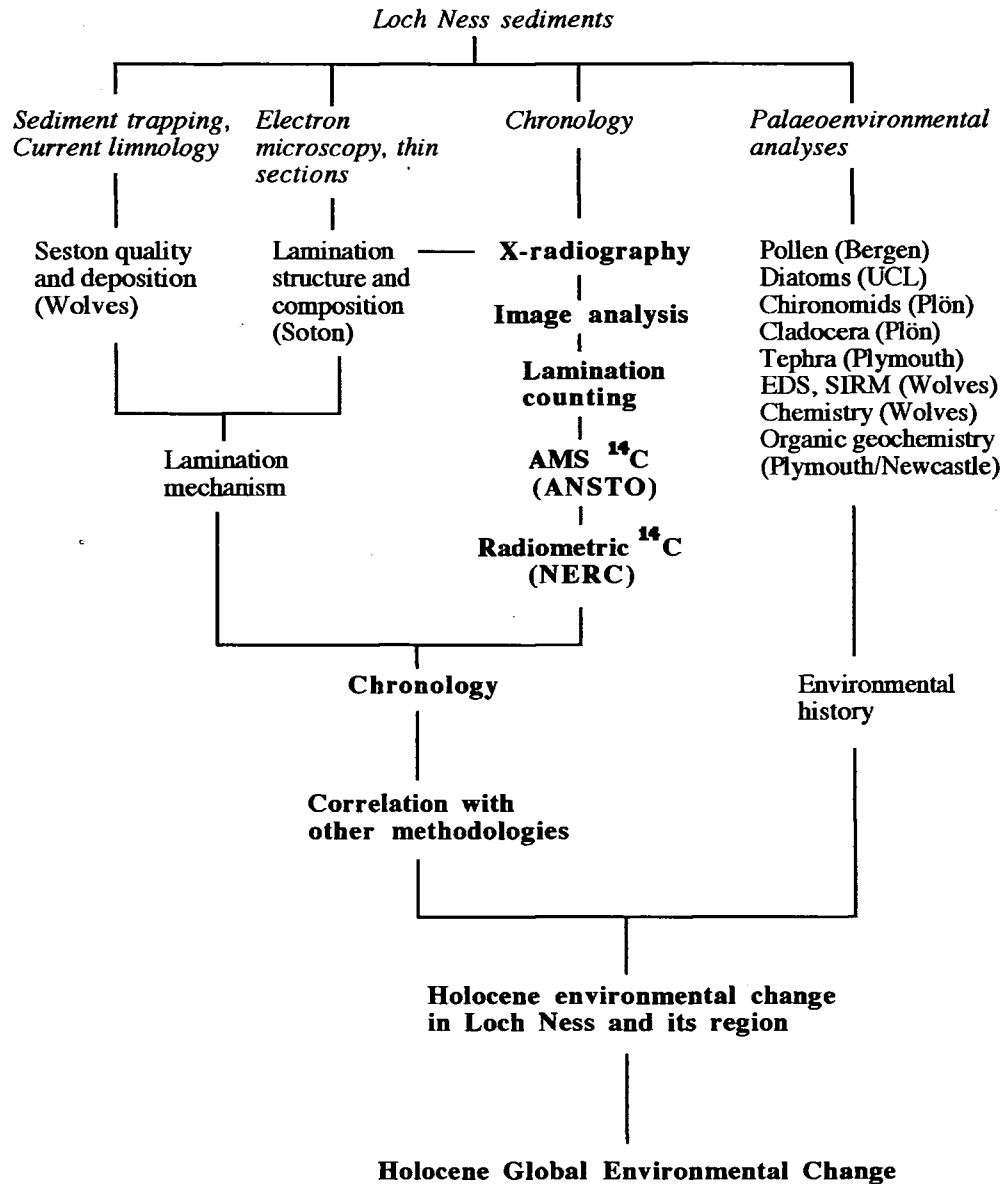 Loch Ness sediments
Sediment trapping,
Current limnology
Electron
microscopy, thin
sections
Chronology
Palaeoenvironmental
analyses
Seston quality
and deposition
(Wolves)
Lamination
structure and
composition
(Soton)
X-radiography
Image analysis
Lamination
counting
AMS ¹⁴C
(ANSTO)
Radiometric ¹⁴C
(NERC)
Pollen (Bergen)
Diatoms (UCL)
Chironomids (Plön)
Cladocera (Plön)
Tephra (Plymouth)
EDS, SIRM (Wolves)
Chemistry (Wolves)
Organic geochemistry
(Plymouth/Newcastle)
Lamination
mechanism
Chronology
Environmental
history
Correlation with
other methodologies
Holocene environmental change
in Loch Ness and its region
Holocene Global Environmental Change